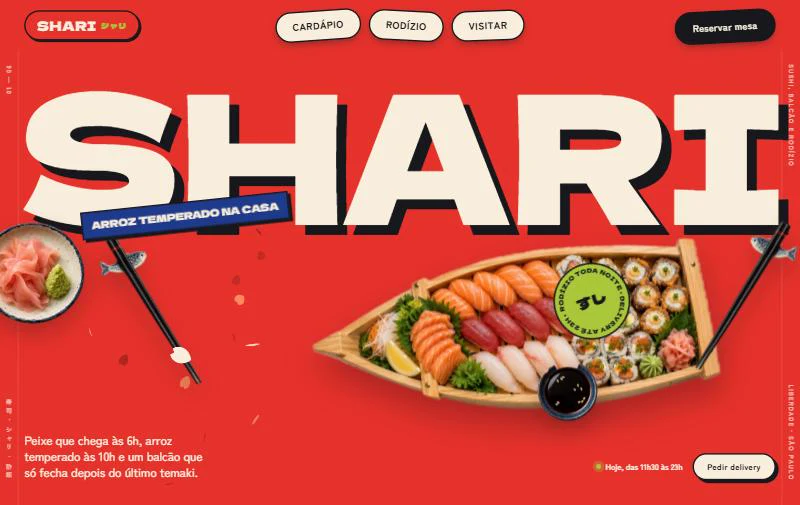 SHARI シャリ
CARDÁPIO
RODÍZIO
VISITAR
Reservar mesa
SUSHI, BALCÃO E RODÍZIO
SHARI
ARROZ TEMPERADO NA CASA
RODÍZIO TODA NOITE · DELIVERY ATÉ 23H ·
すし
Peixe que chega às 6h, arroz
temperado às 10h e um balcão que
só fecha depois do último temaki.
Hoje, das 11h30 às 23h
Pedir delivery
LIBERDADE · SÃO PAULO